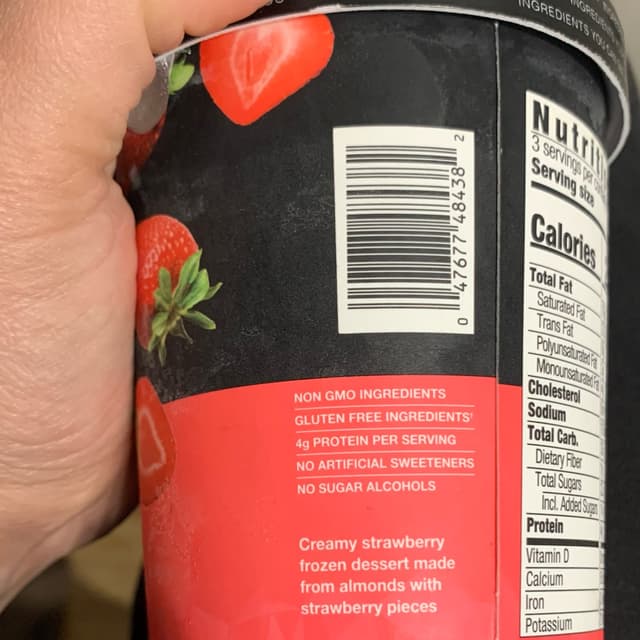 INGREDIENTS
INGREDIENTS YOU
0 47677 48438 2
NON GMO INGREDIENTS
GLUTEN FREE INGREDIENTS†
4g PROTEIN PER SERVING
NO ARTIFICIAL SWEETENERS
NO SUGAR ALCOHOLS
Creamy strawberry
frozen dessert made
from almonds with
strawberry pieces
Nutriti
3 servings per
Serving size
Calories
Total Fat
Saturated Fat
Trans Fat
Polyunsaturated Fat
Monounsaturated Fat
Cholesterol
Sodium
Total Carb.
Dietary Fiber
Total Sugars
Incl. Added Sugars
Protein
Vitamin D
Calcium
Iron
Potassium